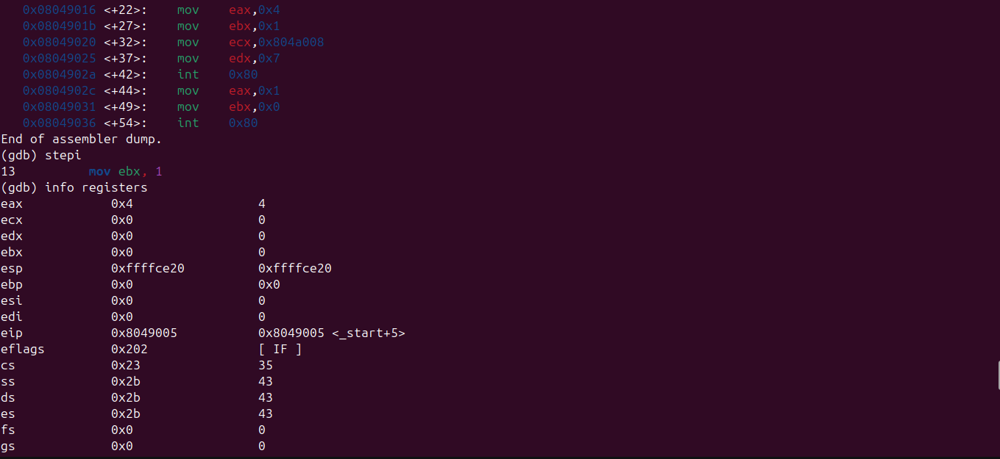 0x08049016 <+22>:    mov    eax,0x4
0x0804901b <+27>:    mov    ebx,0x1
0x08049020 <+32>:    mov    ecx,0x804a008
0x08049025 <+37>:    mov    edx,0x7
0x0804902a <+42>:    int    0x80
0x0804902c <+44>:    mov    eax,0x1
0x08049031 <+49>:    mov    ebx,0x0
0x08049036 <+54>:    int    0x80
End of assembler dump.
(gdb) stepi
13          mov ebx, 1
(gdb) info registers
eax            0x4                 4
ecx            0x0                 0
edx            0x0                 0
ebx            0x0                 0
esp            0xffffce20          0xffffce20
ebp            0x0                 0x0
esi            0x0                 0
edi            0x0                 0
eip            0x8049005           0x8049005 <_start+5>
eflags         0x202               [ IF ]
cs             0x23                35
ss             0x2b                43
ds             0x2b                43
es             0x2b                43
fs             0x0                 0
gs             0x0                 0